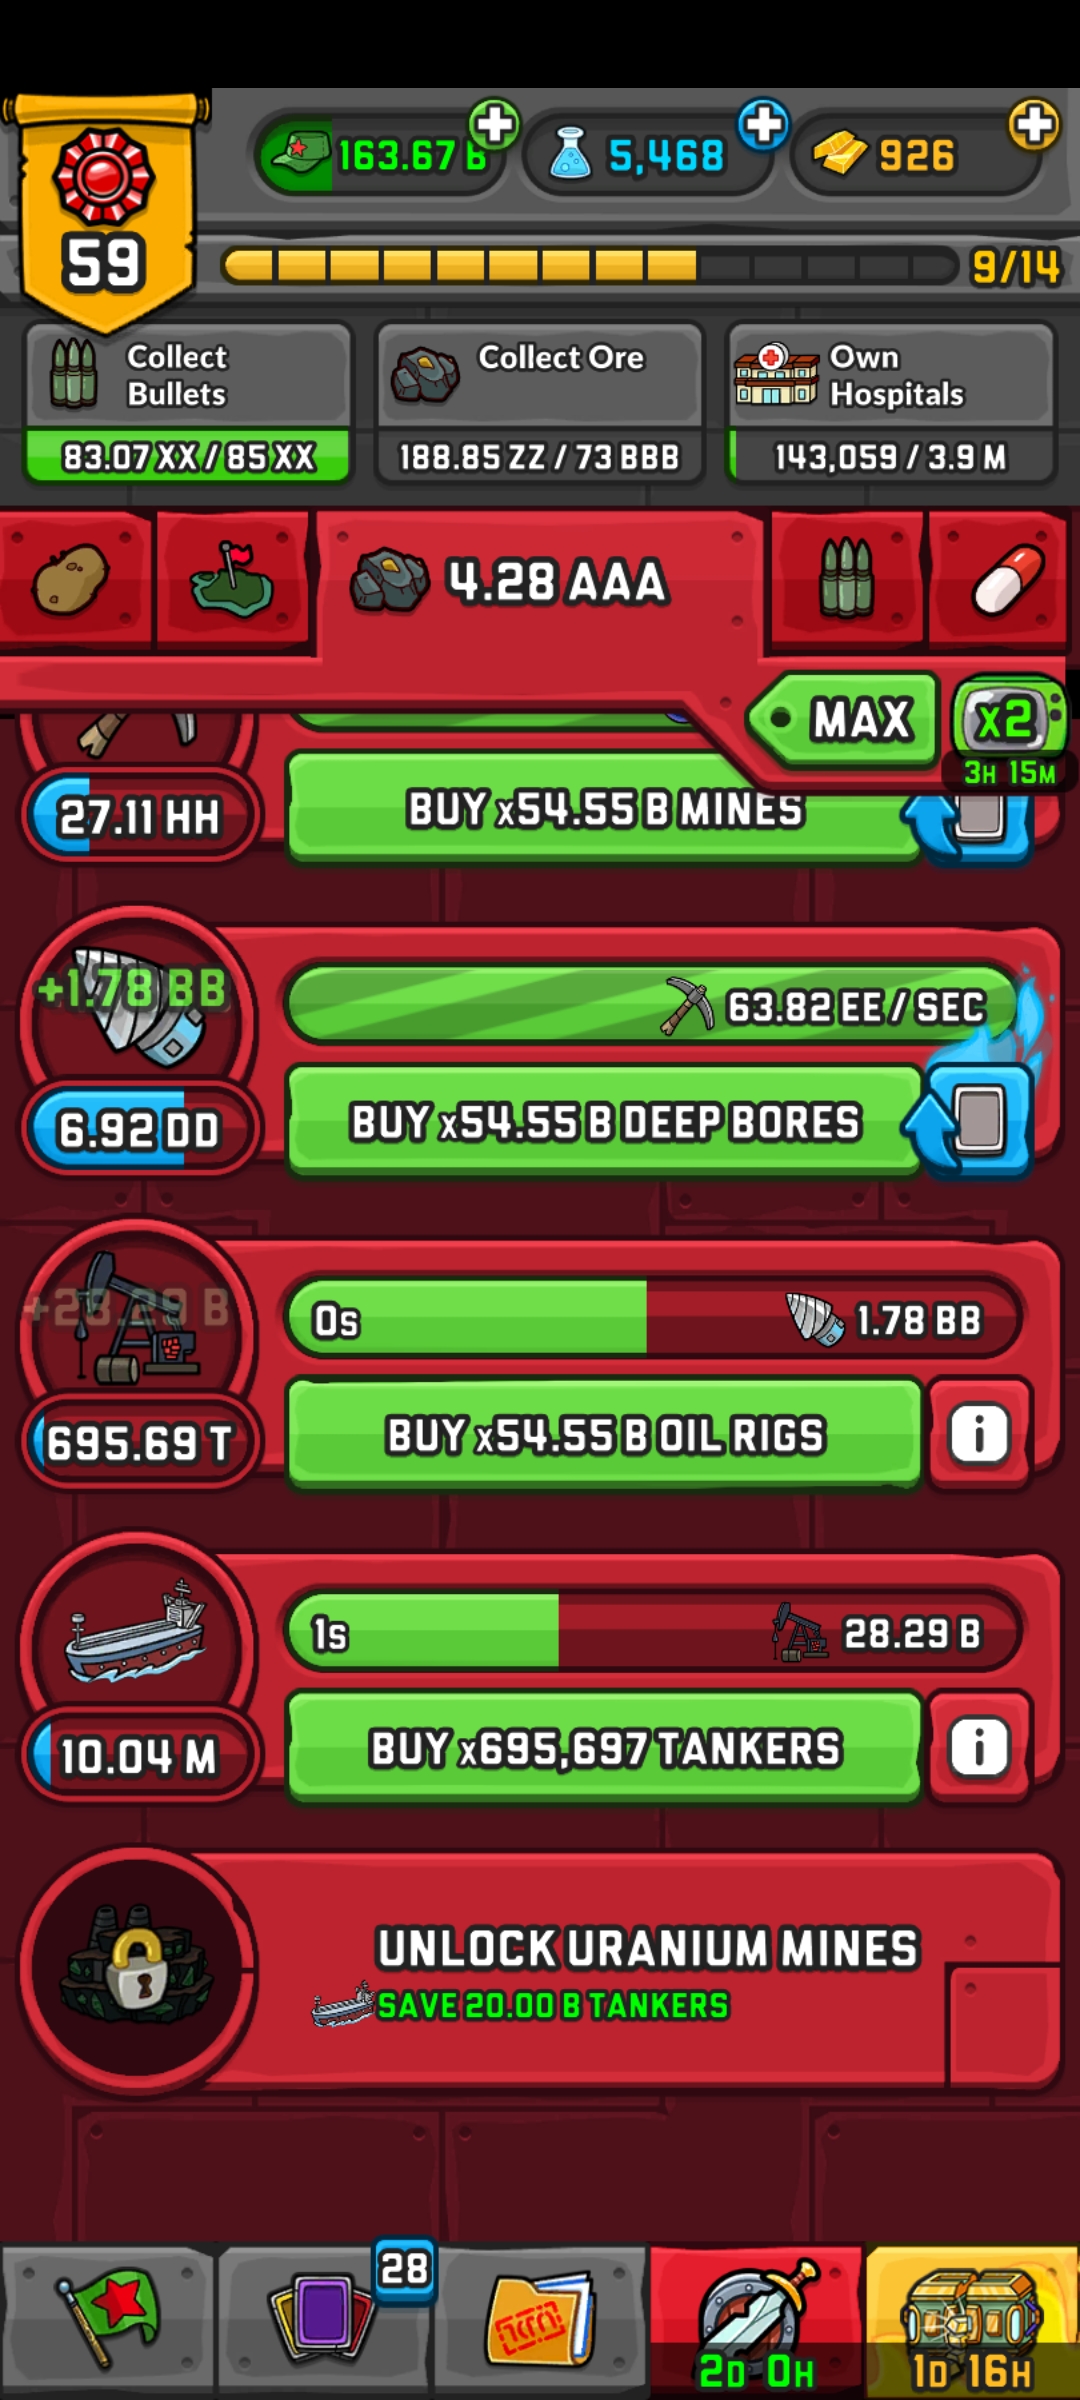 163.67 B
5,468
926
59
9/14
Collect
Bullets
83.07 XX / 85 XX
Collect Ore
188.85 ZZ / 73 BBB
Own
Hospitals
143,059 / 3.9 M
4.28 AAA
MAX
x2
3H 15M
27.11 HH
BUY x54.55 B MINES
+1.78 BB
63.82 EE / SEC
6.92 DD
BUY x54.55 B DEEP BORES
+28.29 B
0s
1.78 BB
695.69 T
BUY x54.55 B OIL RIGS
i
1s
28.29 B
10.04 M
BUY x695,697 TANKERS
i
UNLOCK URANIUM MINES
SAVE 20.00 B TANKERS
28
2D 0H
1D 16H